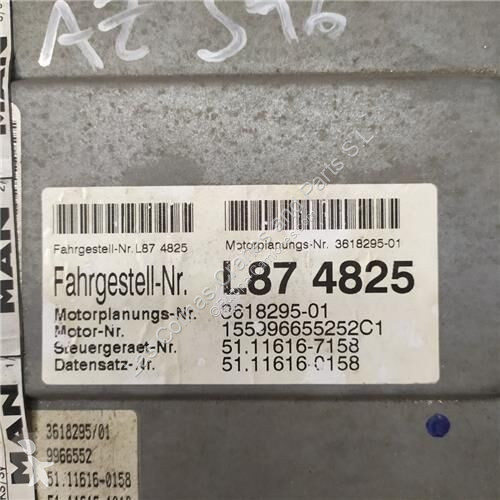 AZ 596
MAN
MAN
MAN
Fahrgestell-Nr.L87 4825
Motorplanungs-Nr. 3618295-01
Fahrgestell-Nr. L87 4825
Motorplanungs-Nr. 3618295-01
Motor-Nr. 155396655252C1
Steuergeraet-Nr. 51.11616-7158
Datensatz-Nr. 51.11616-0158
3618295/01
9966552
51.11616-0158